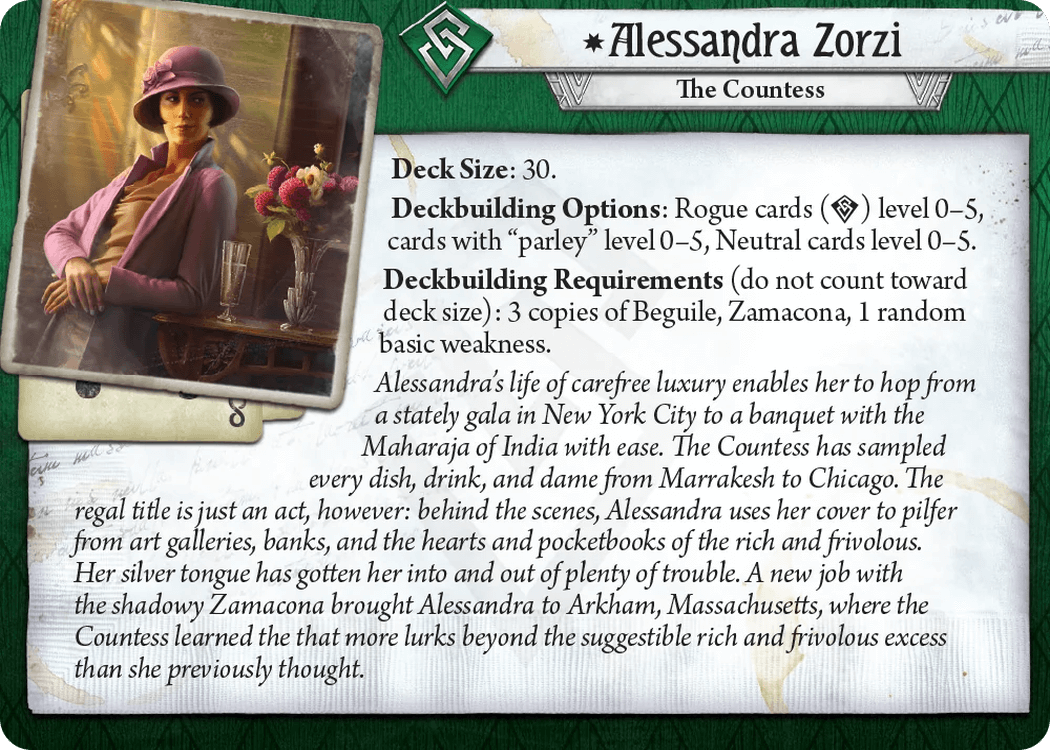 Alessandra Zorzi
The Countess
Deck Size: 30.
Deckbuilding Options: Rogue cards ( ) level 0–5,
cards with “parley” level 0–5, Neutral cards level 0–5.
Deckbuilding Requirements (do not count toward
deck size): 3 copies of Beguile, Zamacona, 1 random
basic weakness.
Alessandra’s life of carefree luxury enables her to hop from
a stately gala in New York City to a banquet with the
Maharaja of India with ease. The Countess has sampled
every dish, drink, and dame from Marrakesh to Chicago. The
regal title is just an act, however: behind the scenes, Alessandra uses her cover to pilfer
from art galleries, banks, and the hearts and pocketbooks of the rich and frivolous.
Her silver tongue has gotten her into and out of plenty of trouble. A new job with
the shadowy Zamacona brought Alessandra to Arkham, Massachusetts, where the
Countess learned the that more lurks beyond the suggestible rich and frivolous excess
than she previously thought.